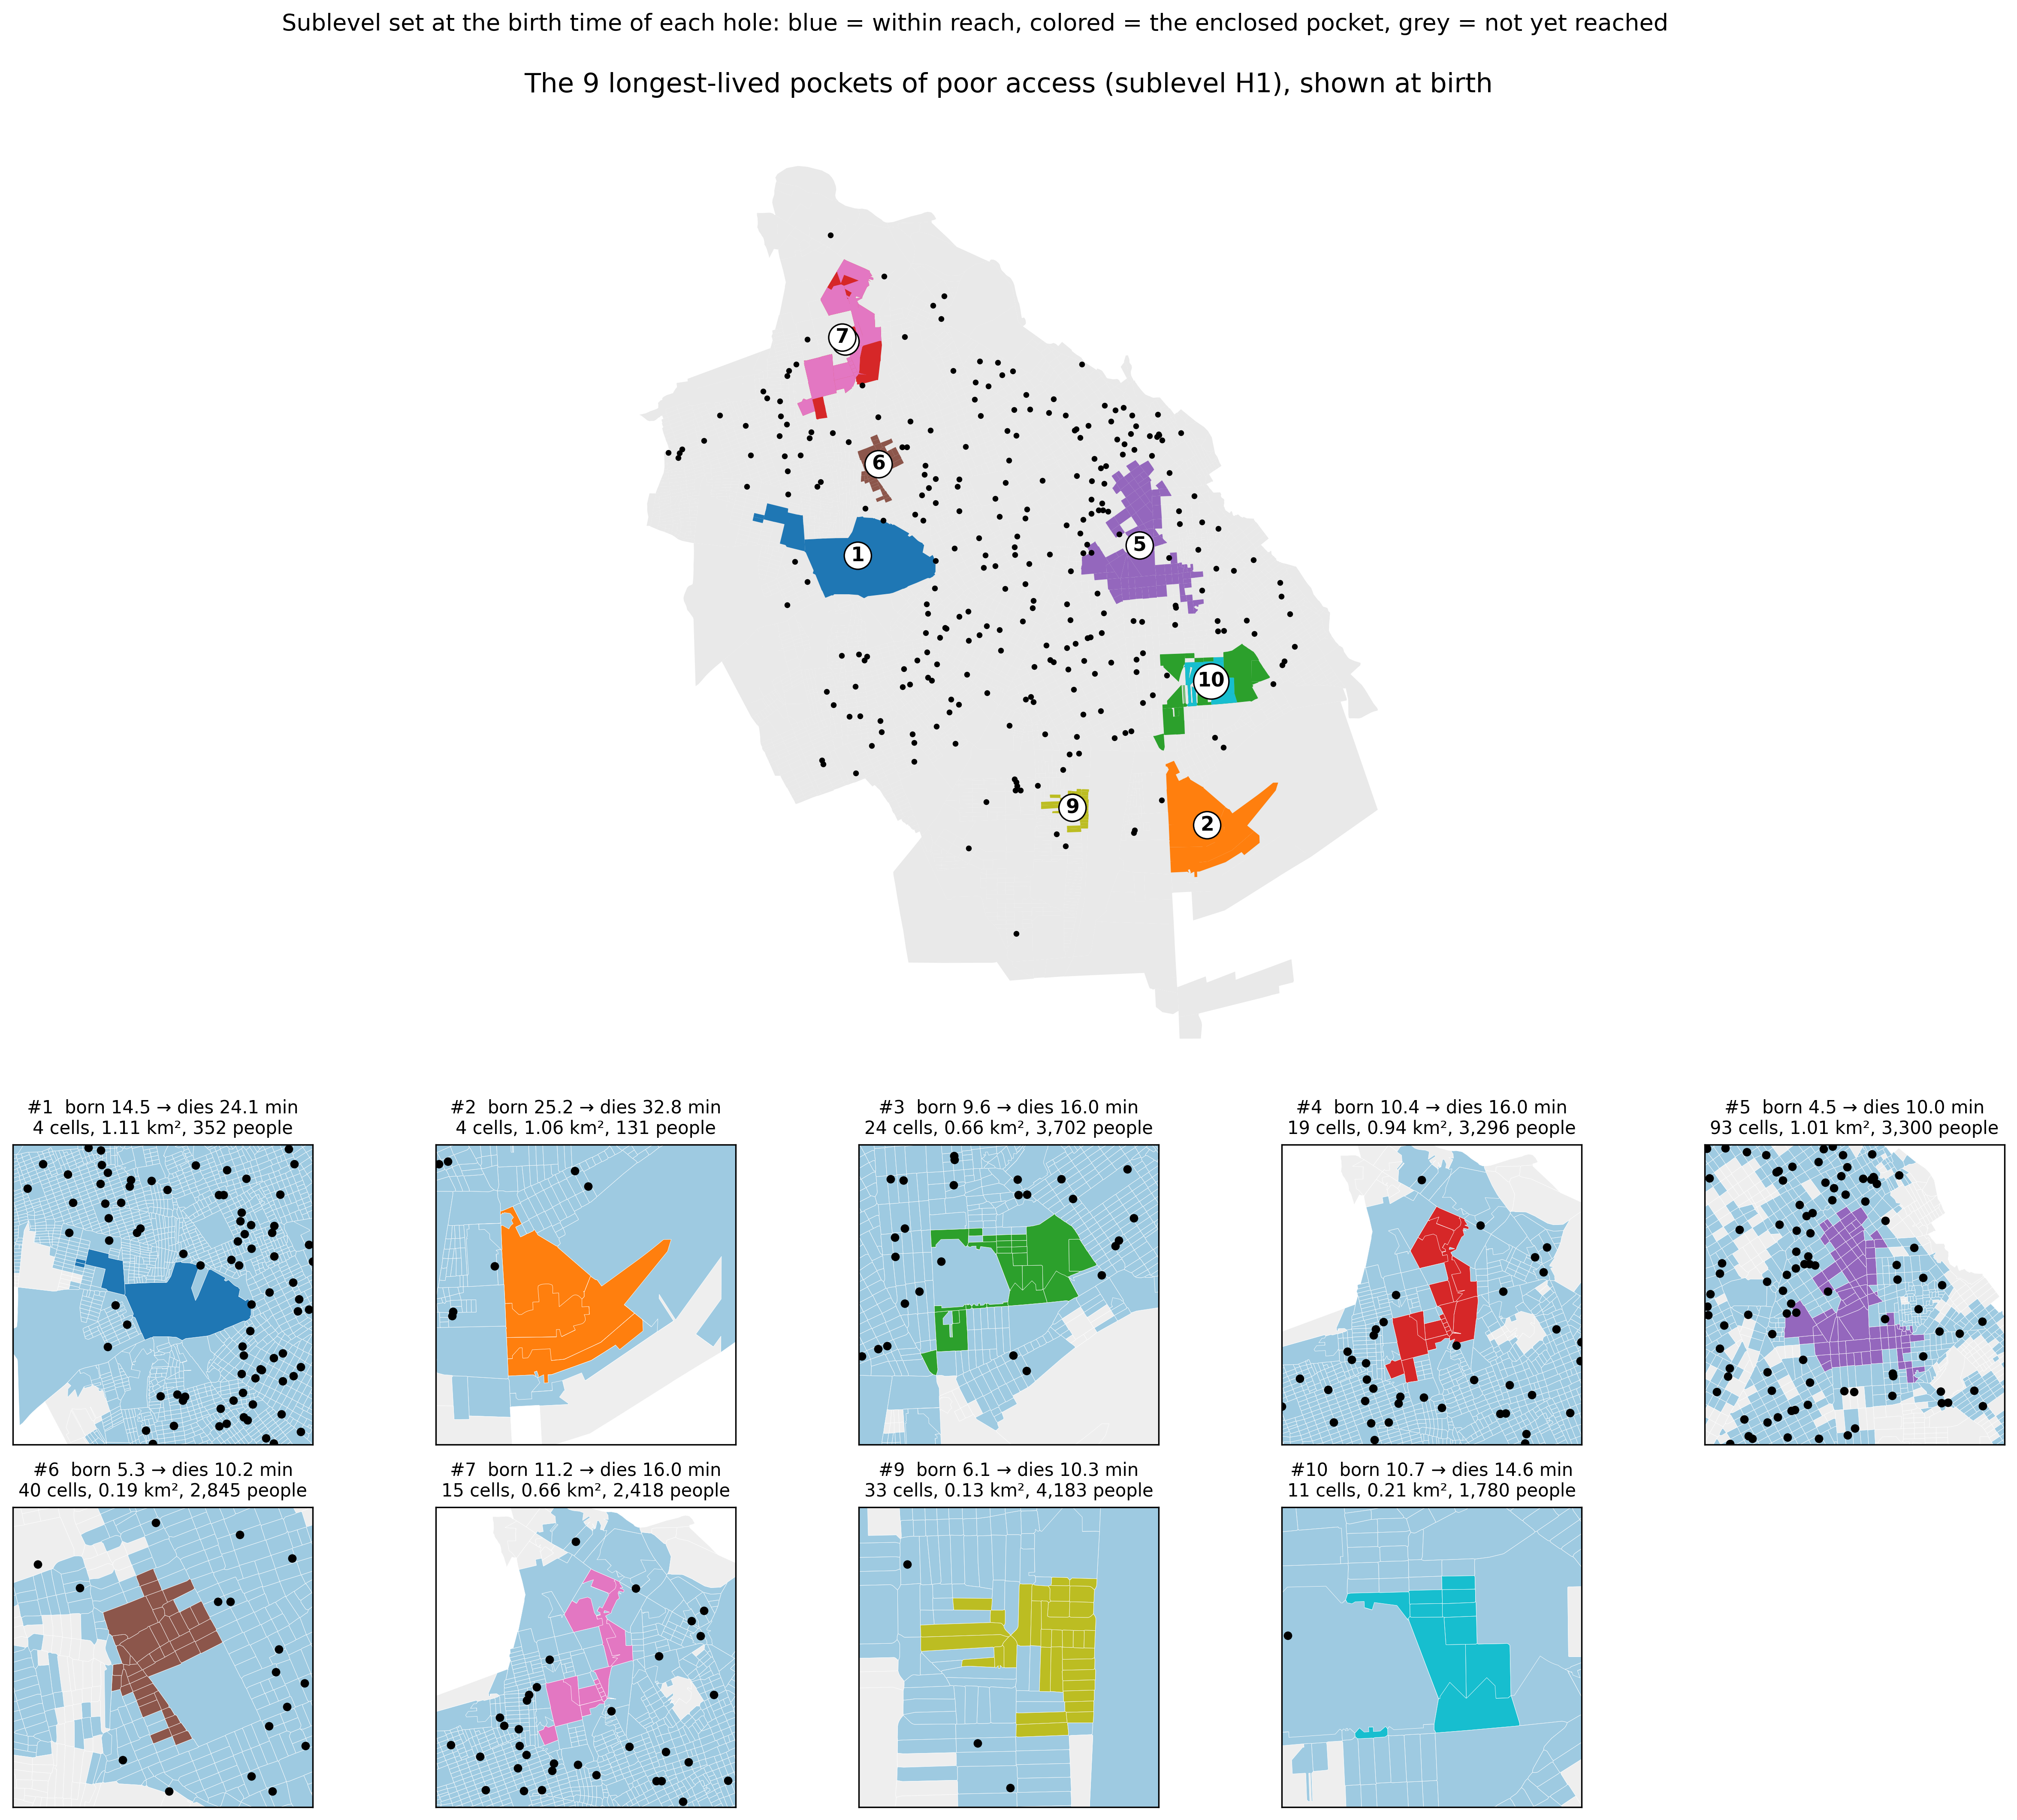 Sublevel set at the birth time of each hole: blue = within reach, colored = the enclosed pocket, grey = not yet reached
The 9 longest-lived pockets of poor access (sublevel H1), shown at birth
7
6
1
5
10
9
2
#1 born 14.5 → dies 24.1 min
4 cells, 1.11 km², 352 people
#2 born 25.2 → dies 32.8 min
4 cells, 1.06 km², 131 people
#3 born 9.6 → dies 16.0 min
24 cells, 0.66 km², 3,702 people
#4 born 10.4 → dies 16.0 min
19 cells, 0.94 km², 3,296 people
#5 born 4.5 → dies 10.0 min
93 cells, 1.01 km², 3,300 people
#6 born 5.3 → dies 10.2 min
40 cells, 0.19 km², 2,845 people
#7 born 11.2 → dies 16.0 min
15 cells, 0.66 km², 2,418 people
#9 born 6.1 → dies 10.3 min
33 cells, 0.13 km², 4,183 people
#10 born 10.7 → dies 14.6 min
11 cells, 0.21 km², 1,780 people